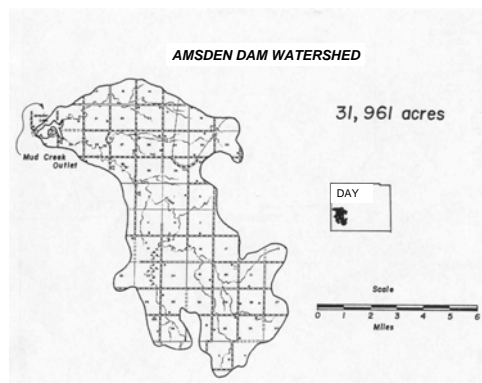 AMSDEN DAM WATERSHED
31,961 acres
Mud Creek
Outlet
DAY
Scale
0 1 2 3 4 5 6
Miles